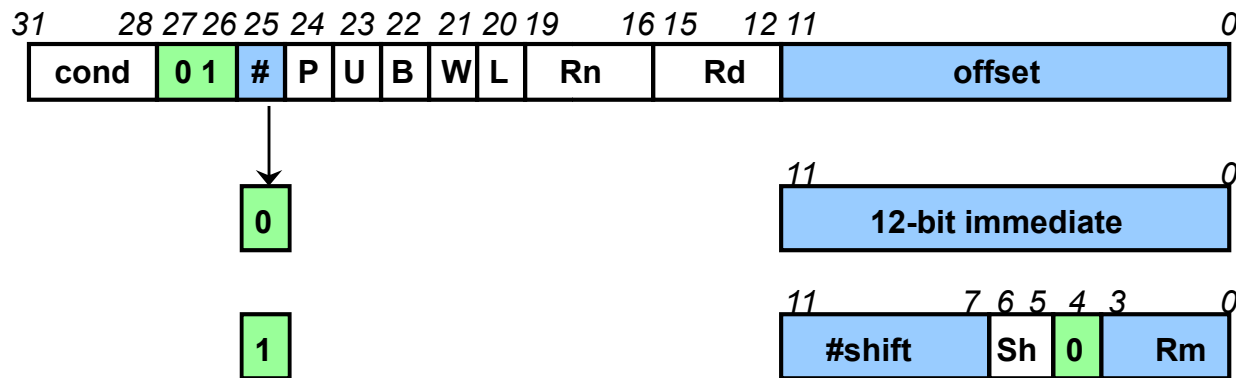 31 28 27 26 25 24 23 22 21 20 19 16 15 12 11 0
cond 0 1 # P U B W L Rn Rd offset
11 0
0 12-bit immediate
11 7 6 5 4 3 0
1 #shift Sh 0 Rm